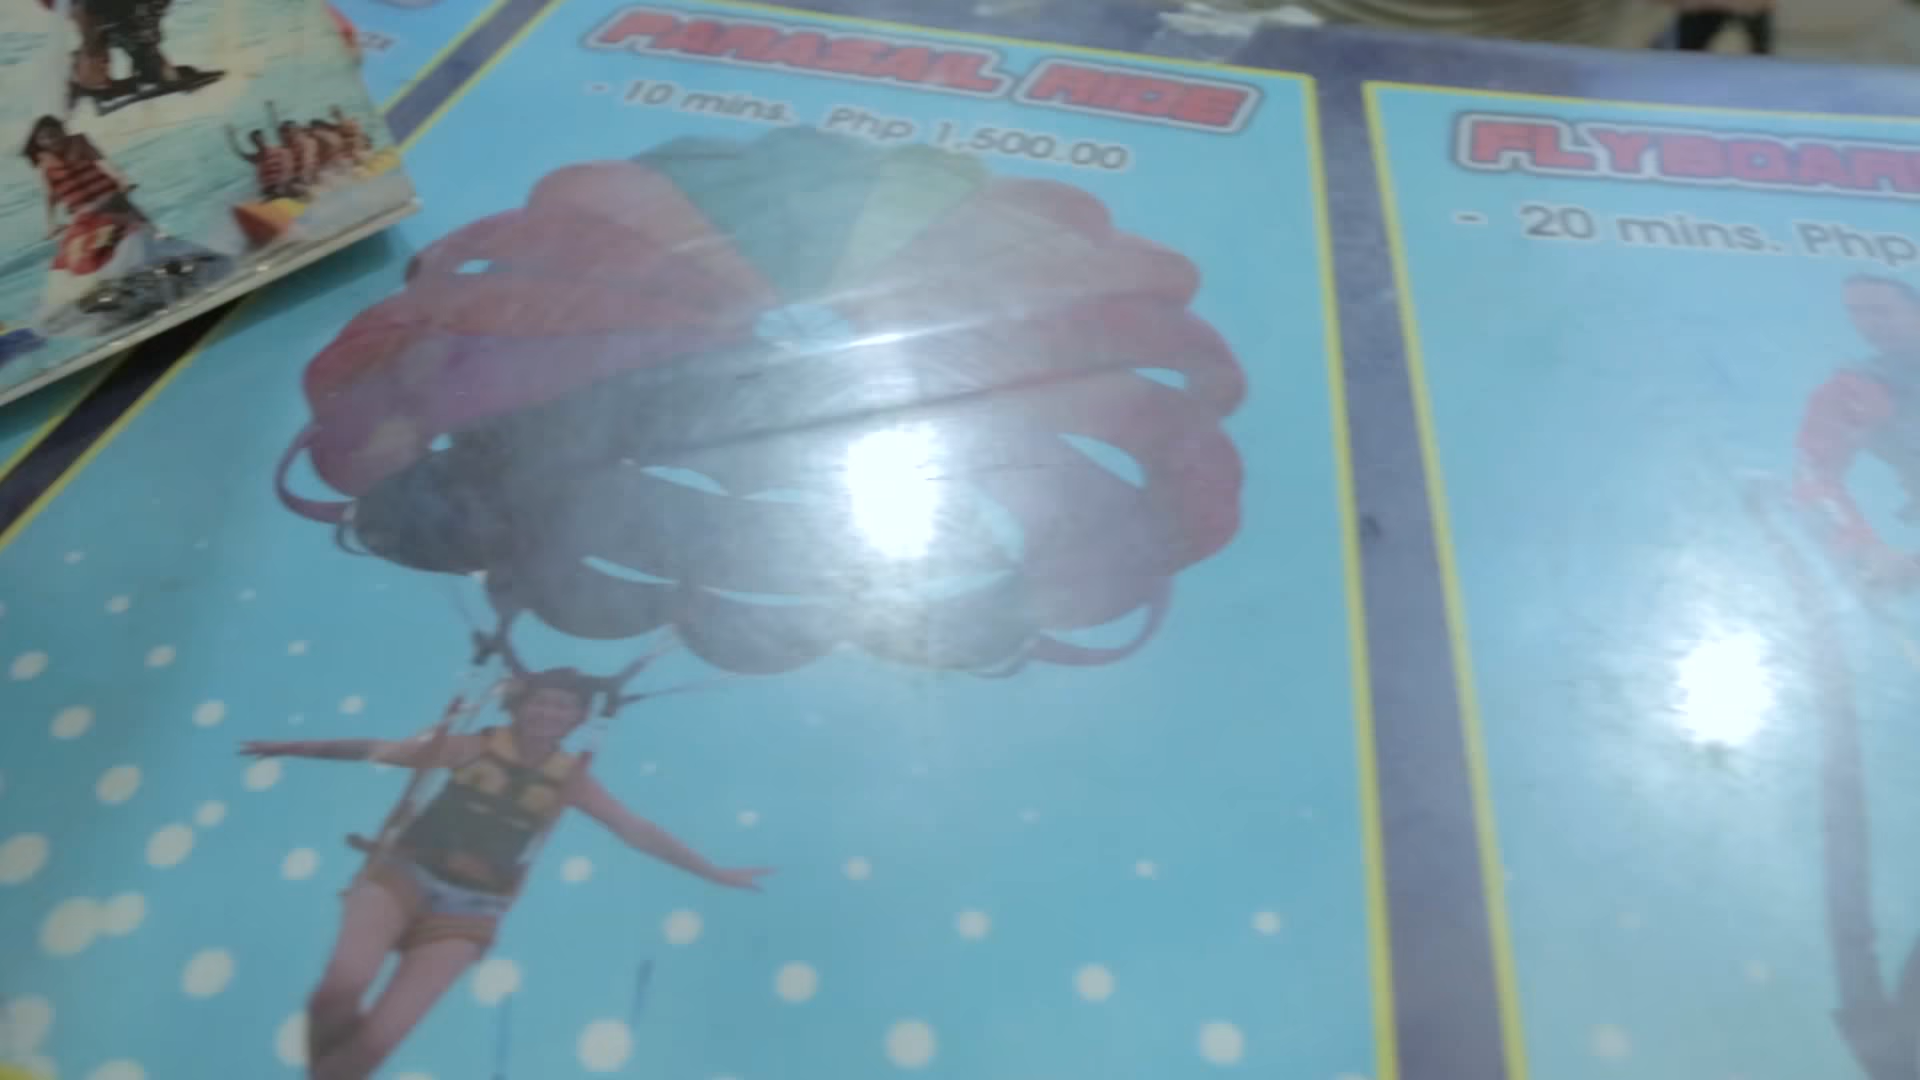 PARASAIL RIDE
- 10 mins. Php 1,500.00
FLYBOAR
- 20 mins. Php